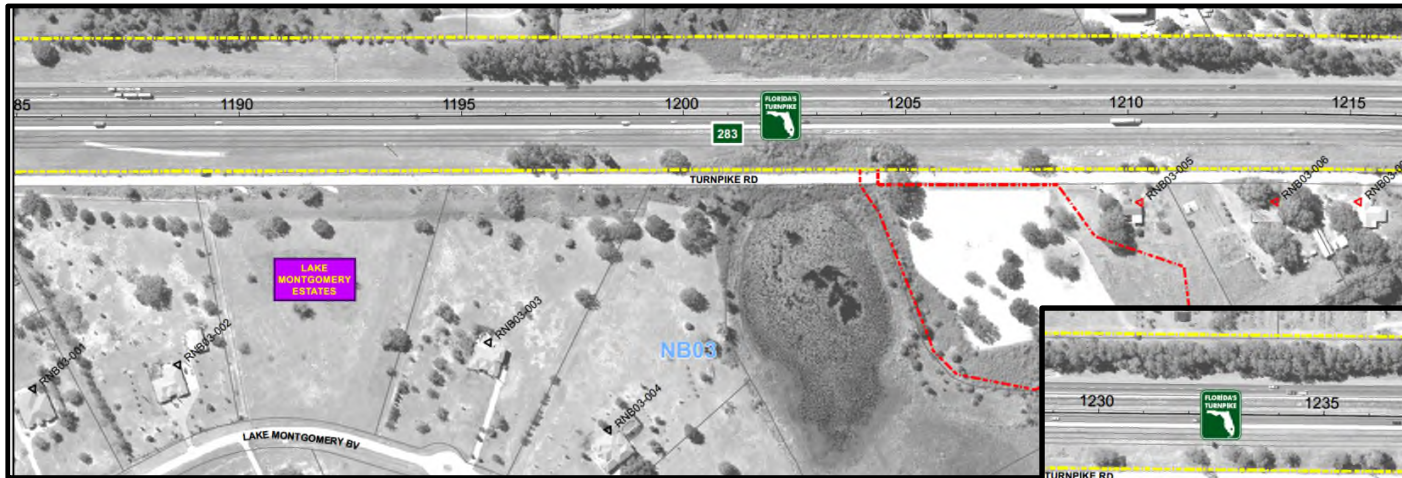 85
1190
1195
1200
1205
1210
1215
FLORIDA'S
TURNPIKE
283
TURNPIKE RD
RNB03-005
RNB03-006
LAKE
MONTGOMERY
ESTATES
RNB03-001
RNB03-002
RNB03-003
NB03
RNB03-004
LAKE MONTGOMERY BV
1230
FLORIDA'S
TURNPIKE
1235
TURNPIKE RD